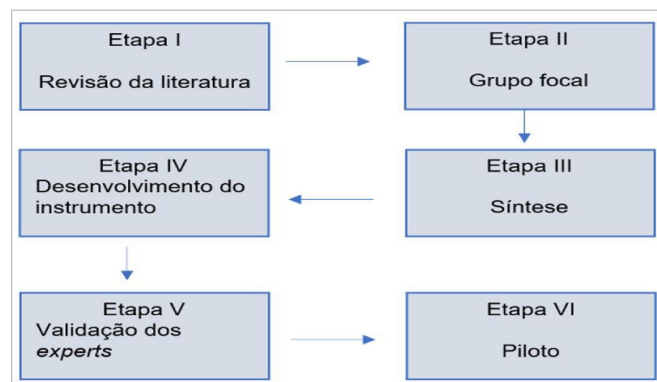 Etapa I
Revisão da literatura
Etapa II
Grupo focal
Etapa III
Síntese
Etapa IV
Desenvolvimento do
instrumento
Etapa V
Validação dos
experts
Etapa VI
Piloto